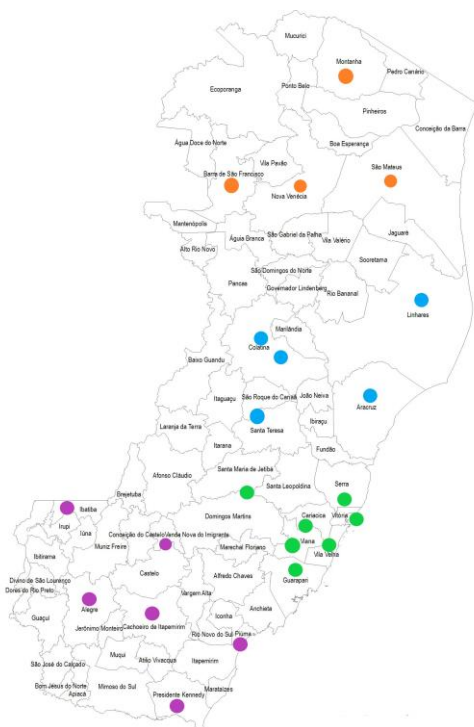 Mucurici
Montanha
Pedro Canário
Ecoporanga
Ponto Belo
Pinheiros
Conceição da Barra
Água Doce do Norte
Boa Esperança
Vila Pavão
Barra de São Francisco
São Mateus
Nova Venécia
Mantenópolis
Águia Branca
São Gabriel da Palha
Vila Valério
Jaguaré
Alto Rio Novo
Sooretama
São Domingos do Norte
Pancas
Governador Lindenberg
Rio Bananal
Linhares
Marilândia
Colatina
Baixo Guandu
Itaguaçu
São Roque do Canaã
João Neiva
Aracruz
Ibiraçu
Laranja da Terra
Santa Teresa
Itarana
Fundão
Santa Maria de Jetibá
Afonso Cláudio
Serra
Santa Leopoldina
Brejetuba
Ibatiba
Domingos Martins
Cariacica
Vitória
Irupi
Iúna
Conceição do Castelo
Venda Nova do Imigrante
Viana
Muniz Freire
Marechal Floriano
Vila Velha
Ibitirama
Castelo
Guarapari
Divino de São Lourenço
Alfredo Chaves
Dores do Rio Preto
Vargem Alta
Alegre
Anchieta
Guaçuí
Iconha
Jerônimo Monteiro
Cachoeiro de Itapemirim
Rio Novo do Sul
Piúma
Muqui
São José do Calçado
Atílio Vivacqua
Itapemirim
Bom Jesus do Norte
Mimoso do Sul
Marataízes
Apiacá
Presidente Kennedy